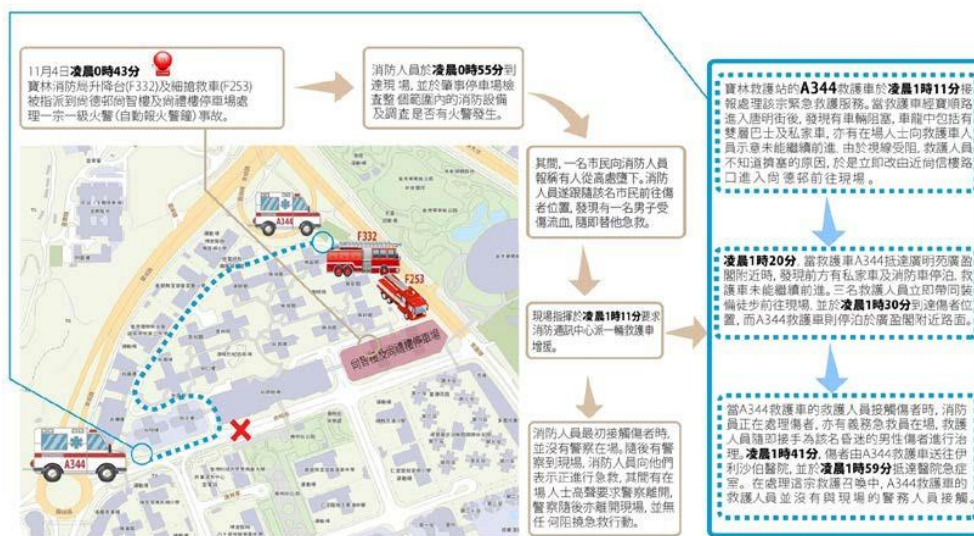 11月4日凌晨0時43分
寶林消防局升降台(F332)及細搶救車(F253)
被指派到尚德邨尚智樓及尚禮樓停車場處
理一宗一級火警(自動報火警鐘)事故。
消防人員於凌晨0時55分到
達現場, 並於肇事停車場檢
查整個範圍內的消防設備
及調查是否有火警發生。
其間, 一名市民向消防人員
報稱有人從高處墮下。消防
人員遂跟隨該名市民前往傷
者位置, 發現有一名男子受
傷流血, 隨即替他急救。
現場指揮於凌晨1時11分要求
消防通訊中心派一輛救護車
增援。
消防人員最初接觸傷者時,
並沒有警察在場。隨後有警
察到現場, 消防人員向他們
表示正進行急救, 其間有在
場人士高聲要求警察離開,
警察隨後亦離開現場, 並無
任何阻撓急救行動。
寶林救護站的A344救護車於凌晨1時11分接
報處理該宗緊急救護服務。當救護車經寶順路
進入唐明街後, 發現有車輛阻塞, 車龍中包括有
雙層巴士及私家車, 亦有在場人士向救護車人
員示意未能繼續前進. 由於視線受阻, 救護人員
不知道擠塞的原因, 於是立即改由近尚信樓路
口進入尚德邨前往現場。
凌晨1時20分, 當救護車A344抵達廣明苑廣盈
閣附近時, 發現前方有私家車及消防車停泊, 救
護車未能繼續前進。三名救護人員立即帶同裝
備徒步前往現場, 並於凌晨1時30分到達傷者位
置, 而A344救護車則停泊於廣盈閣附近路面。
當A344救護車的救護人員接觸傷者時, 消防
員正在處理傷者, 亦有義務急救員在場, 救護
人員隨即接手為該名昏迷的男性傷者進行治
理。凌晨1時41分, 傷者由A344救護車送往伊
利沙伯醫院, 並於凌晨1時59分抵達醫院急症
室。在處理這宗救護召喚中, A344救護車的
救護人員並沒有與現場的警務人員接觸。
A344
F332
F253
尚智樓及尚禮樓停車場
A344